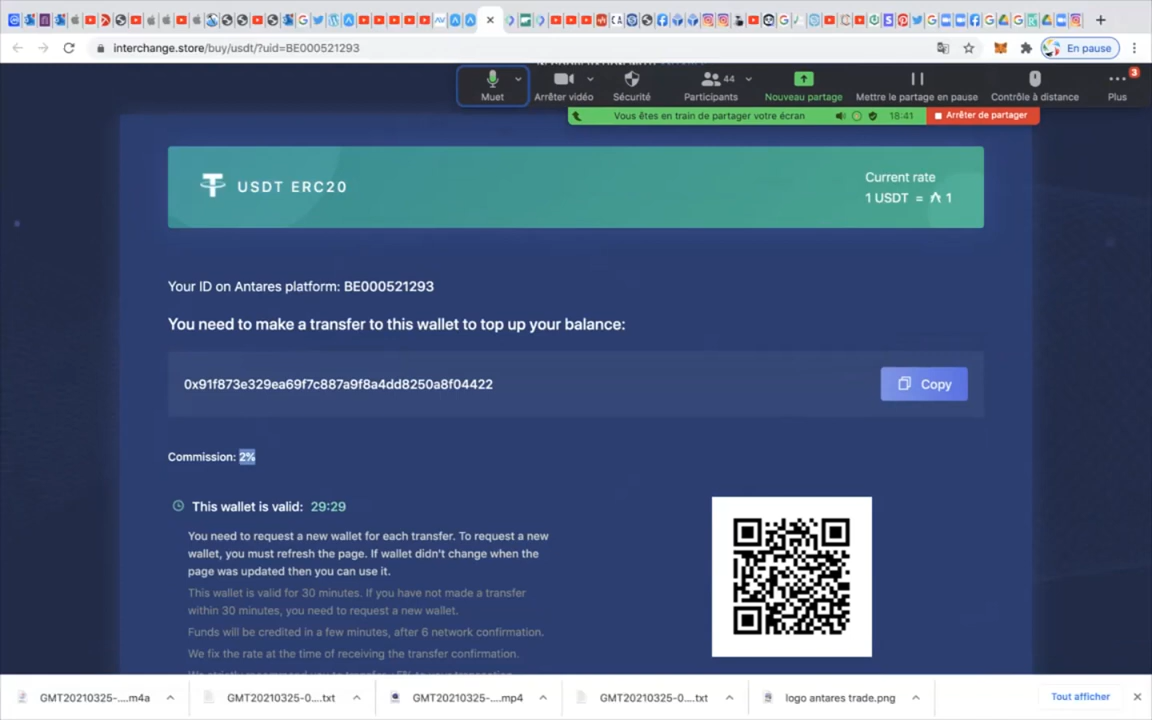 interchange.store/buy/usdt/?uid=BE000521293
En pause
Muet
Arrêter vidéo
Sécurité
44
Participants
Nouveau partage
Mettre le partage en pause
Contrôle à distance
3
Plus
Vous êtes en train de partager votre écran
18:41
Arrêter de partager
USDT ERC20
Current rate
1 USDT = 1
Your ID on Antares platform: BE000521293
You need to make a transfer to this wallet to top up your balance:
0x91f873e329ea69f7c887a9f8a4dd8250a8f04422
Copy
Commission: 2%
This wallet is valid: 29:29
You need to request a new wallet for each transfer. To request a new
wallet, you must refresh the page. If wallet didn't change when the
page was updated then you can use it.
This wallet is valid for 30 minutes. If you have not made a transfer
within 30 minutes, you need to request a new wallet.
Funds will be credited in a few minutes, after 6 network confirmation.
We fix the rate at the time of receiving the transfer confirmation.
GMT20210325-....m4a
GMT20210325-0....txt
GMT20210325-....mp4
GMT20210325-0....txt
logo antares trade.png
Tout afficher